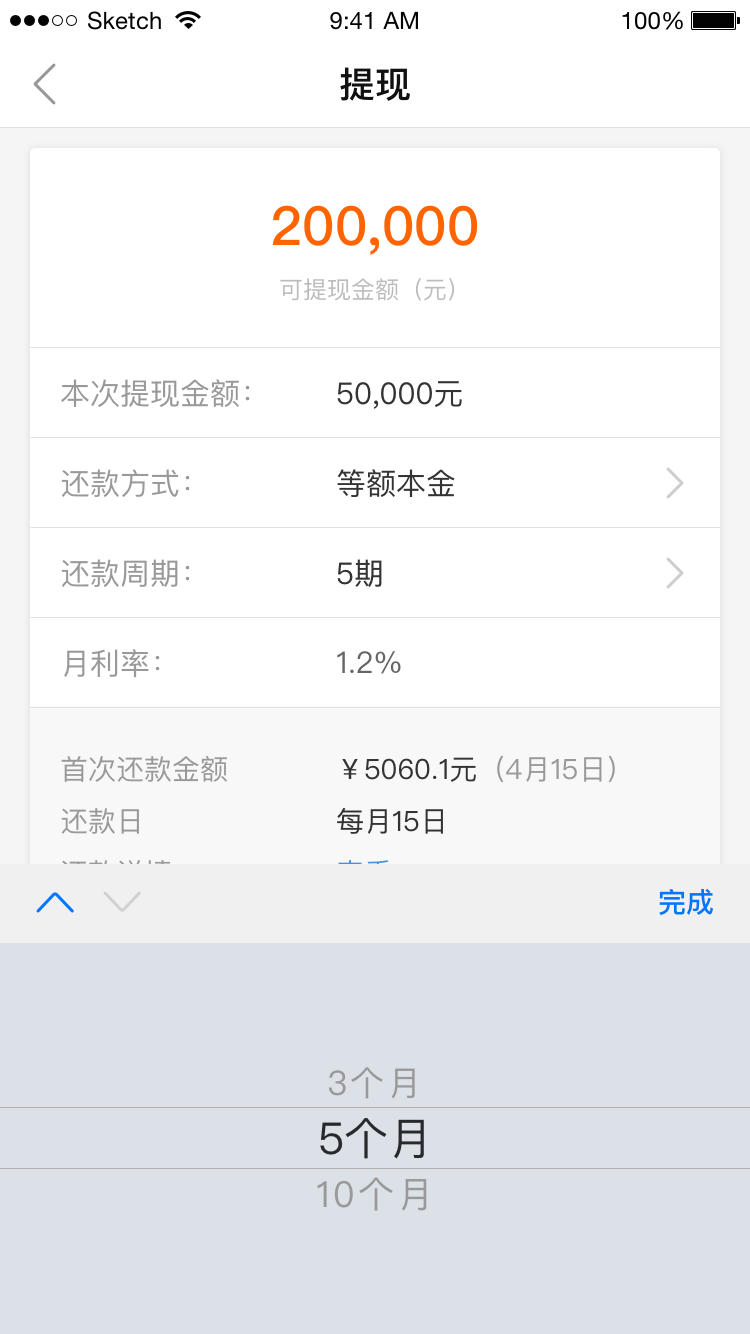 Sketch 9:41 AM 100%
提现
200,000
可提现金额（元）
本次提现金额： 50,000元
还款方式： 等额本金
还款周期： 5期
月利率： 1.2%
首次还款金额 ￥5060.1元（4月15日）
还款日 每月15日
完成
3个月
5个月
10个月